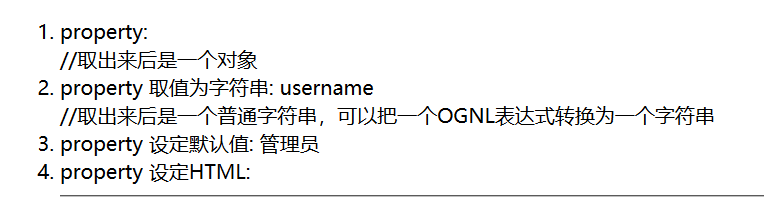 1. property:
//取出来后是一个对象
2. property 取值为字符串: username
//取出来后是一个普通字符串，可以把一个OGNL表达式转换为一个字符串
3. property 设定默认值: 管理员
4. property 设定HTML: